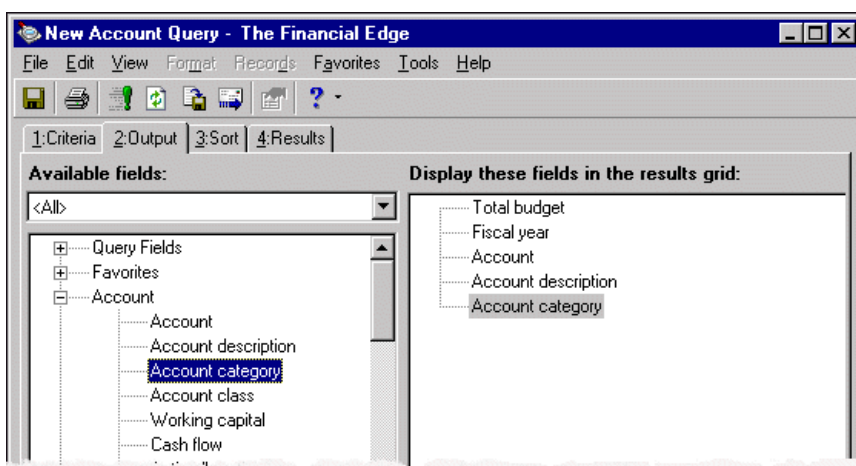 New Account Query - The Financial Edge
File Edit View Format Records Favorites Tools Help
1:Criteria 2:Output 3:Sort 4:Results
Available fields:
<All>
Query Fields
Favorites
Account
Account
Account description
Account category
Account class
Working capital
Cash flow
Display these fields in the results grid:
Total budget
Fiscal year
Account
Account description
Account category